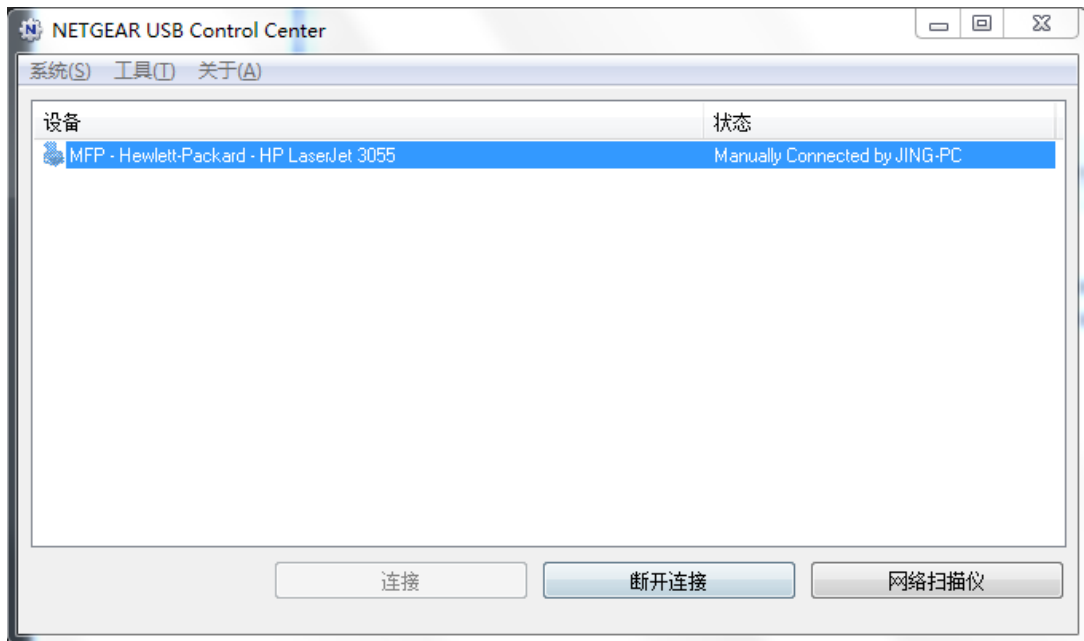 NETGEAR USB Control Center
系统(S) 工具(T) 关于(A)
设备 状态
MFP - Hewlett-Packard - HP LaserJet 3055 Manually Connected by JING-PC
连接 断开连接 网络扫描仪